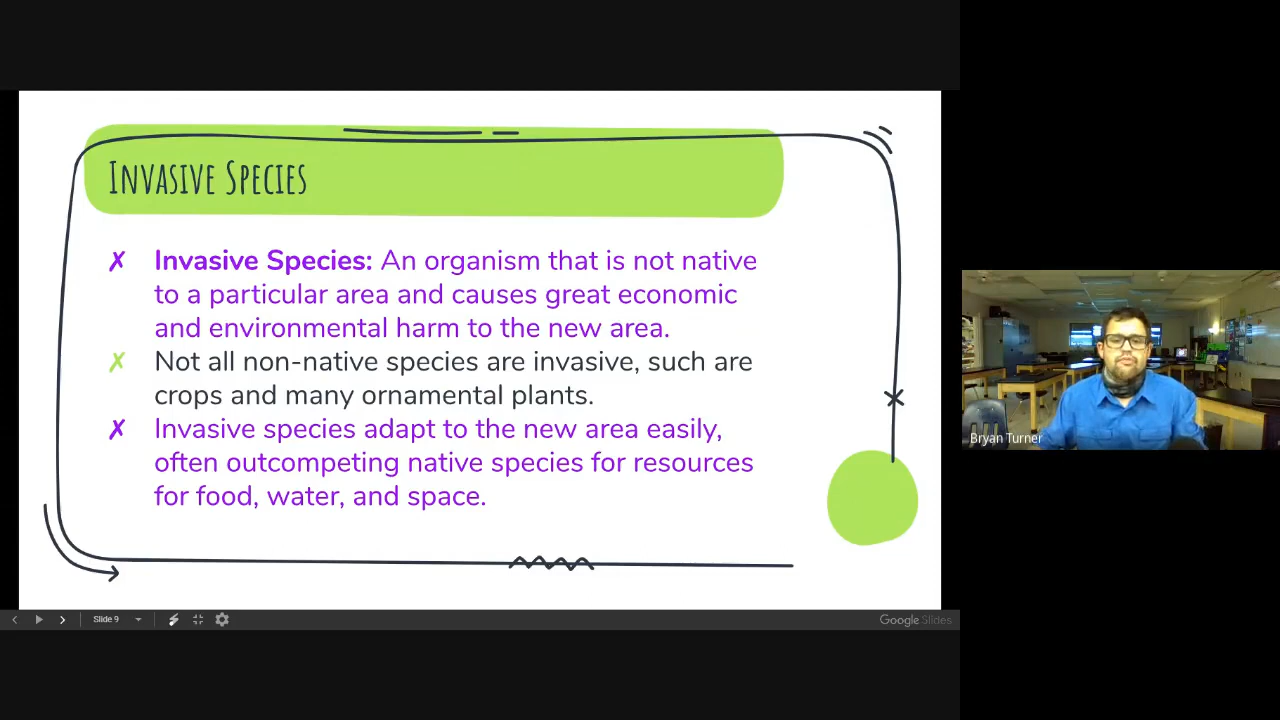 Invasive Species
✗ Invasive Species: An organism that is not native
to a particular area and causes great economic
and environmental harm to the new area.
✗ Not all non-native species are invasive, such are
crops and many ornamental plants.
✗ Invasive species adapt to the new area easily,
often outcompeting native species for resources
for food, water, and space.
Bryan Turner
Slide 9
Google Slides